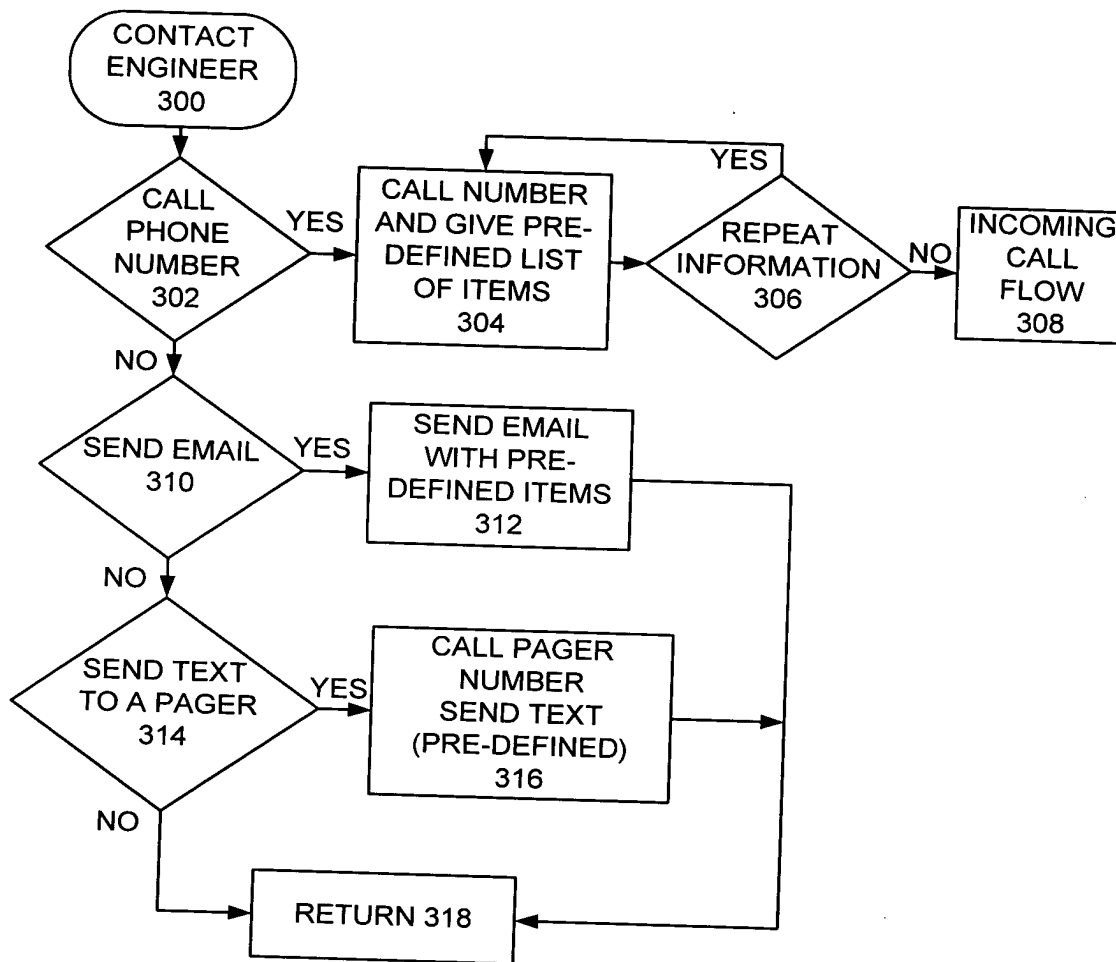 CONTACT
ENGINEER
300
CALL
PHONE
NUMBER
302
YES
CALL NUMBER
AND GIVE PRE-
DEFINED LIST
OF ITEMS
304
YES
REPEAT
INFORMATION
306
NO
INCOMING
CALL
FLOW
308
NO
SEND EMAIL
310
YES
SEND EMAIL
WITH PRE-
DEFINED ITEMS
312
NO
SEND TEXT
TO A PAGER
314
YES
CALL PAGER
NUMBER
SEND TEXT
(PRE-DEFINED)
316
NO
RETURN 318